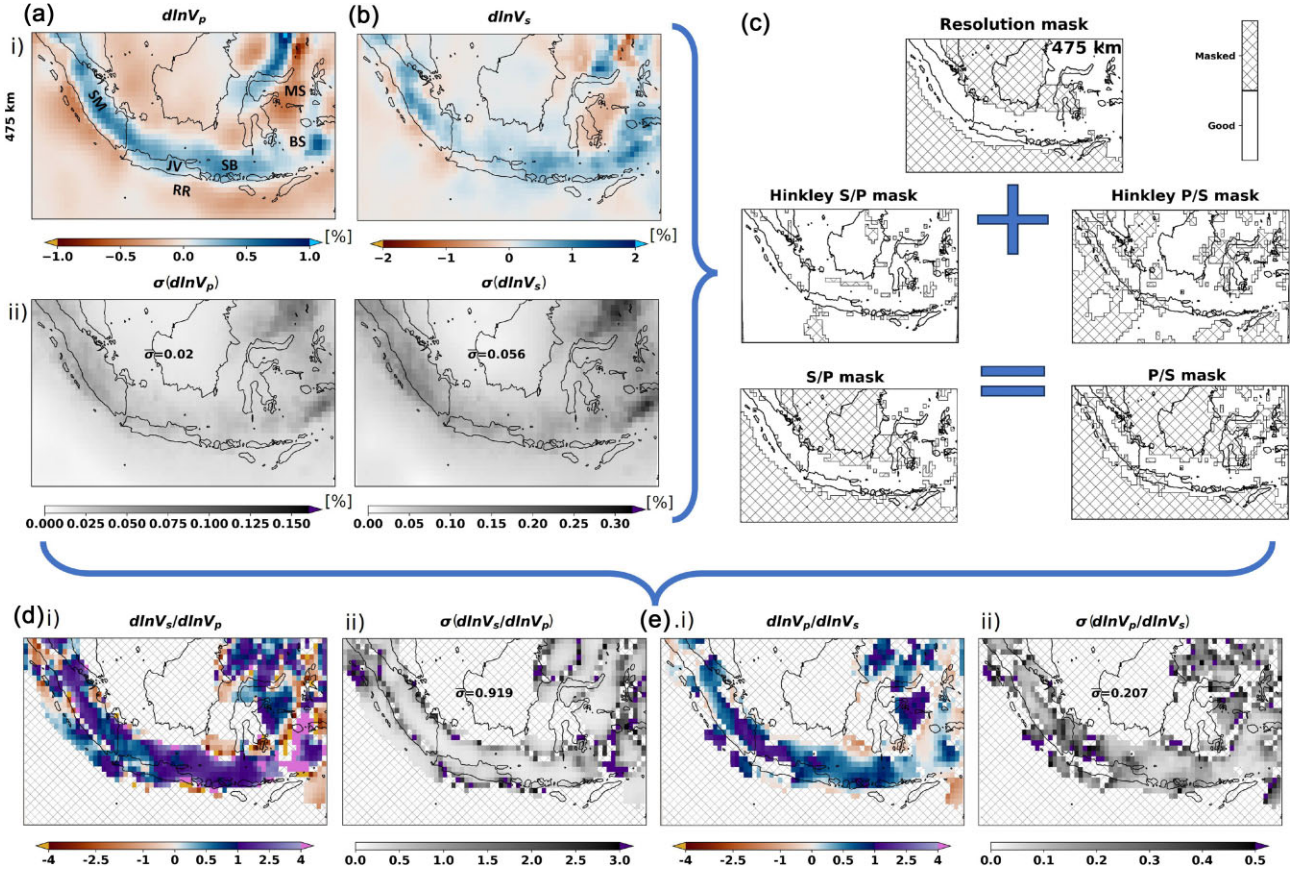 (a)
dlnVp
(b)
dlnVs
(c)
Resolution mask
i)
475 km
475 km
Masked
Good
SM
MS
BS
JV
SB
RR
Hinkley S/P mask
Hinkley P/S mask
[%]
[%]
-1.0 -0.5 0.0 0.5 1.0
-2 -1 0 1 2
σ(dlnVp)
σ(dlnVs)
ii)
σ̅=0.02
σ̅=0.056
S/P mask
P/S mask
[%]
[%]
0.000 0.025 0.050 0.075 0.100 0.125 0.150
0.00 0.05 0.10 0.15 0.20 0.25 0.30
(d) i)
dlnVs/dlnVp
ii)
σ(dlnVs/dlnVp)
(e) .i)
dlnVp/dlnVs
ii)
σ(dlnVp/dlnVs)
σ̅=0.919
σ̅=0.207
-4 -2.5 -1 0 0.5 1 2.5 4
0.0 0.5 1.0 1.5 2.0 2.5 3.0
-4 -2.5 -1 0 0.5 1 2.5 4
0.0 0.1 0.2 0.3 0.4 0.5